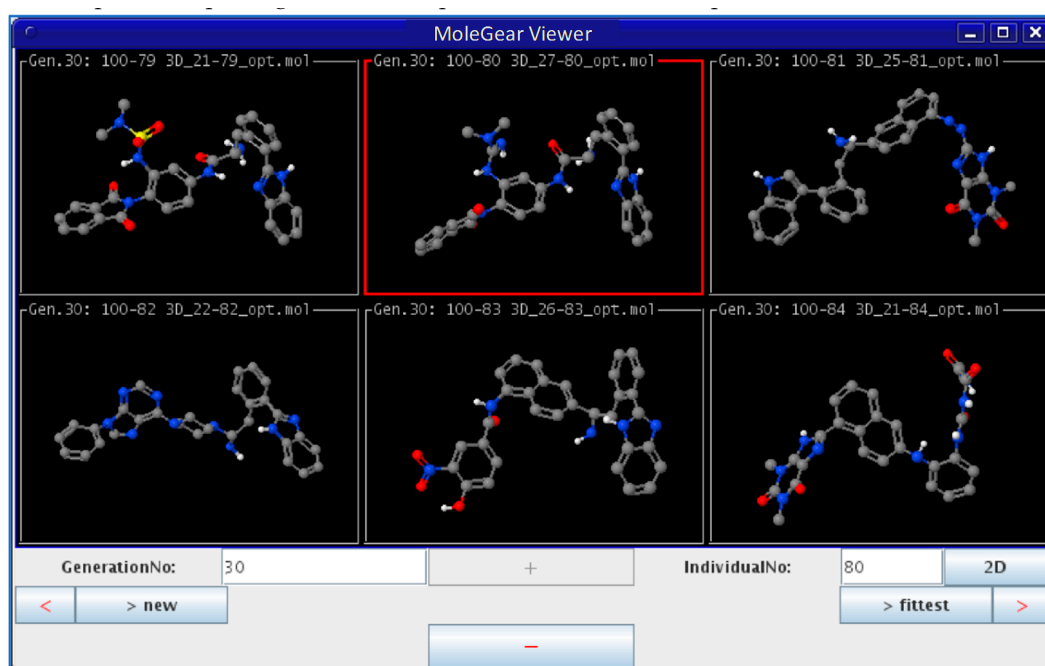 MoleGear Viewer
Gen.30: 100-79 3D_21-79_opt.mol
Gen.30: 100-80 3D_27-80_opt.mol
Gen.30: 100-81 3D_25-81_opt.mol
Gen.30: 100-82 3D_22-82_opt.mol
Gen.30: 100-83 3D_26-83_opt.mol
Gen.30: 100-84 3D_21-84_opt.mol
GenerationNo: 30 + IndividualNo: 80 2D
< > new > fittest >
−